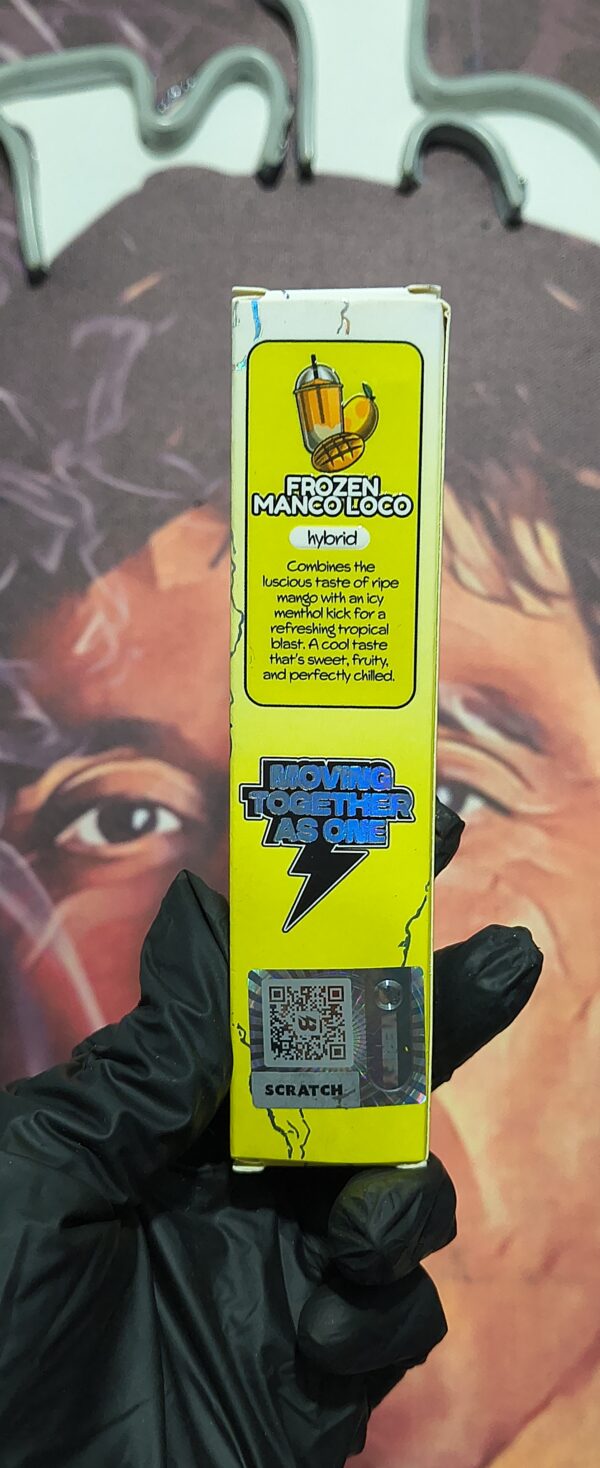 FROZEN
MANGO LOCO
hybrid
Combines the
luscious taste of ripe
mango with an icy
menthol kick for a
refreshing tropical
blast. A cool taste
that's sweet, fruity,
and perfectly chilled.
MOVING
TOGETHER
AS ONE
B
SCRATCH